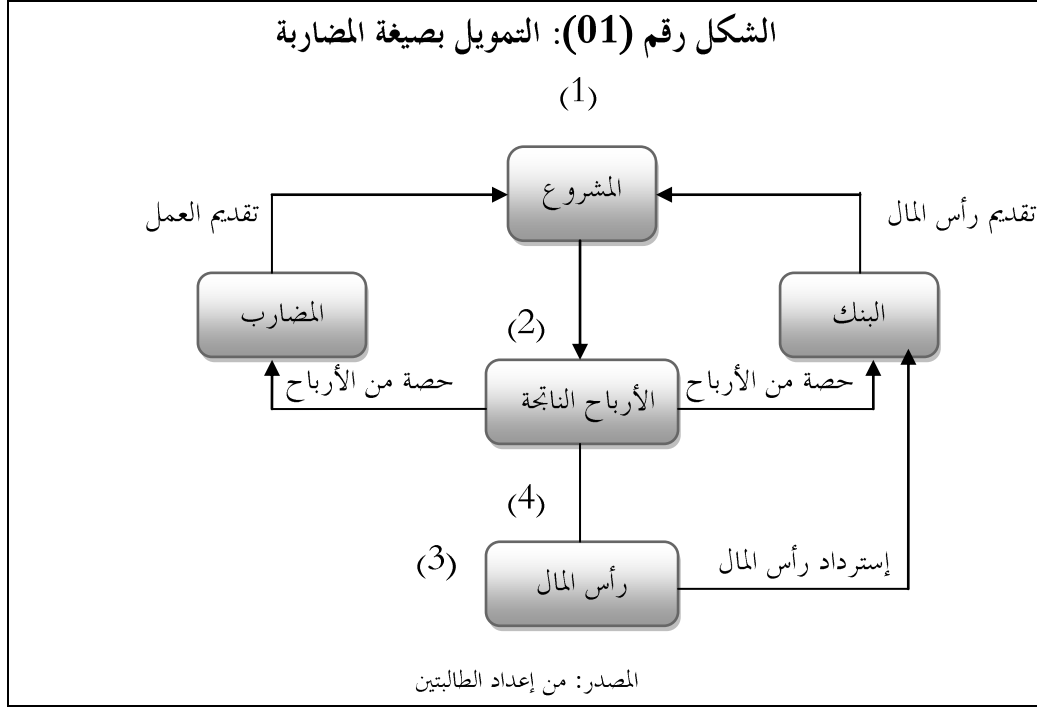 الشكل رقم (01): التمويل بصيغة المضاربة
(1)
المشروع
تقديم رأس المال
تقديم العمل
البنك
المضارب
(2)
حصة من الأرباح
الأرباح الناتجة
حصة من الأرباح
(4)
(3)
رأس المال
إسترداد رأس المال
المصدر: من إعداد الطالبتين